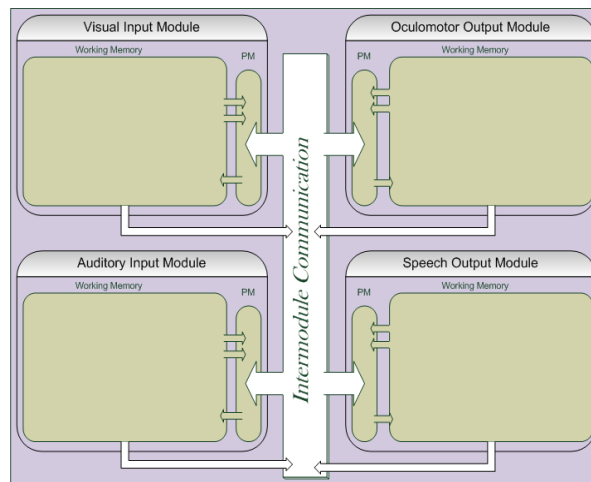 Visual Input Module
Working Memory
PM
Oculomotor Output Module
Working Memory
PM
Intermodule Communication
Auditory Input Module
Working Memory
PM
Speech Output Module
Working Memory
PM